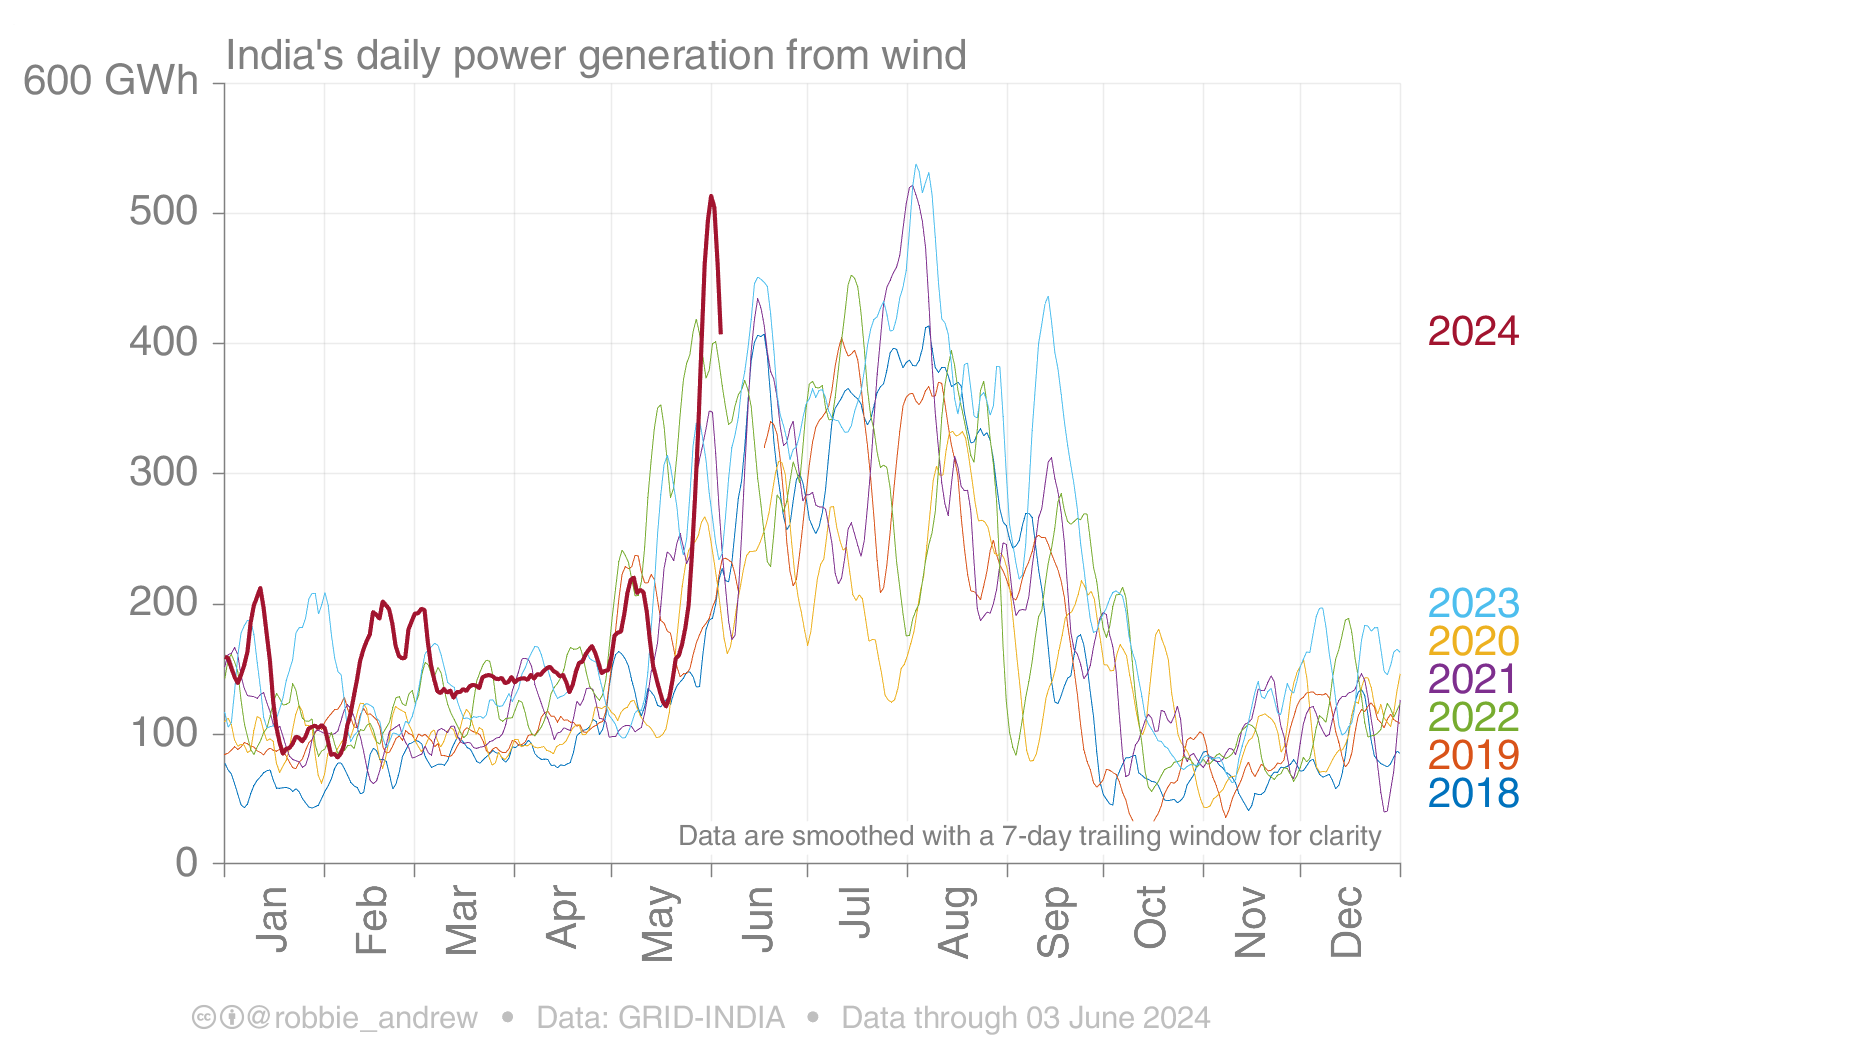 India's daily power generation from wind
600 GWh
500
400
300
200
100
0
2024
2023
2020
2021
2022
2019
2018
Data are smoothed with a 7-day trailing window for clarity
Jan
Feb
Mar
Apr
May
Jun
Jul
Aug
Sep
Oct
Nov
Dec
cc @robbie_andrew • Data: GRID-INDIA • Data through 03 June 2024